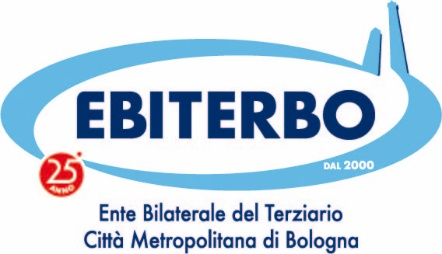 EBITERBO
DAL 2000
25°
ANNO
Ente Bilaterale del Terziario
Città Metropolitana di Bologna